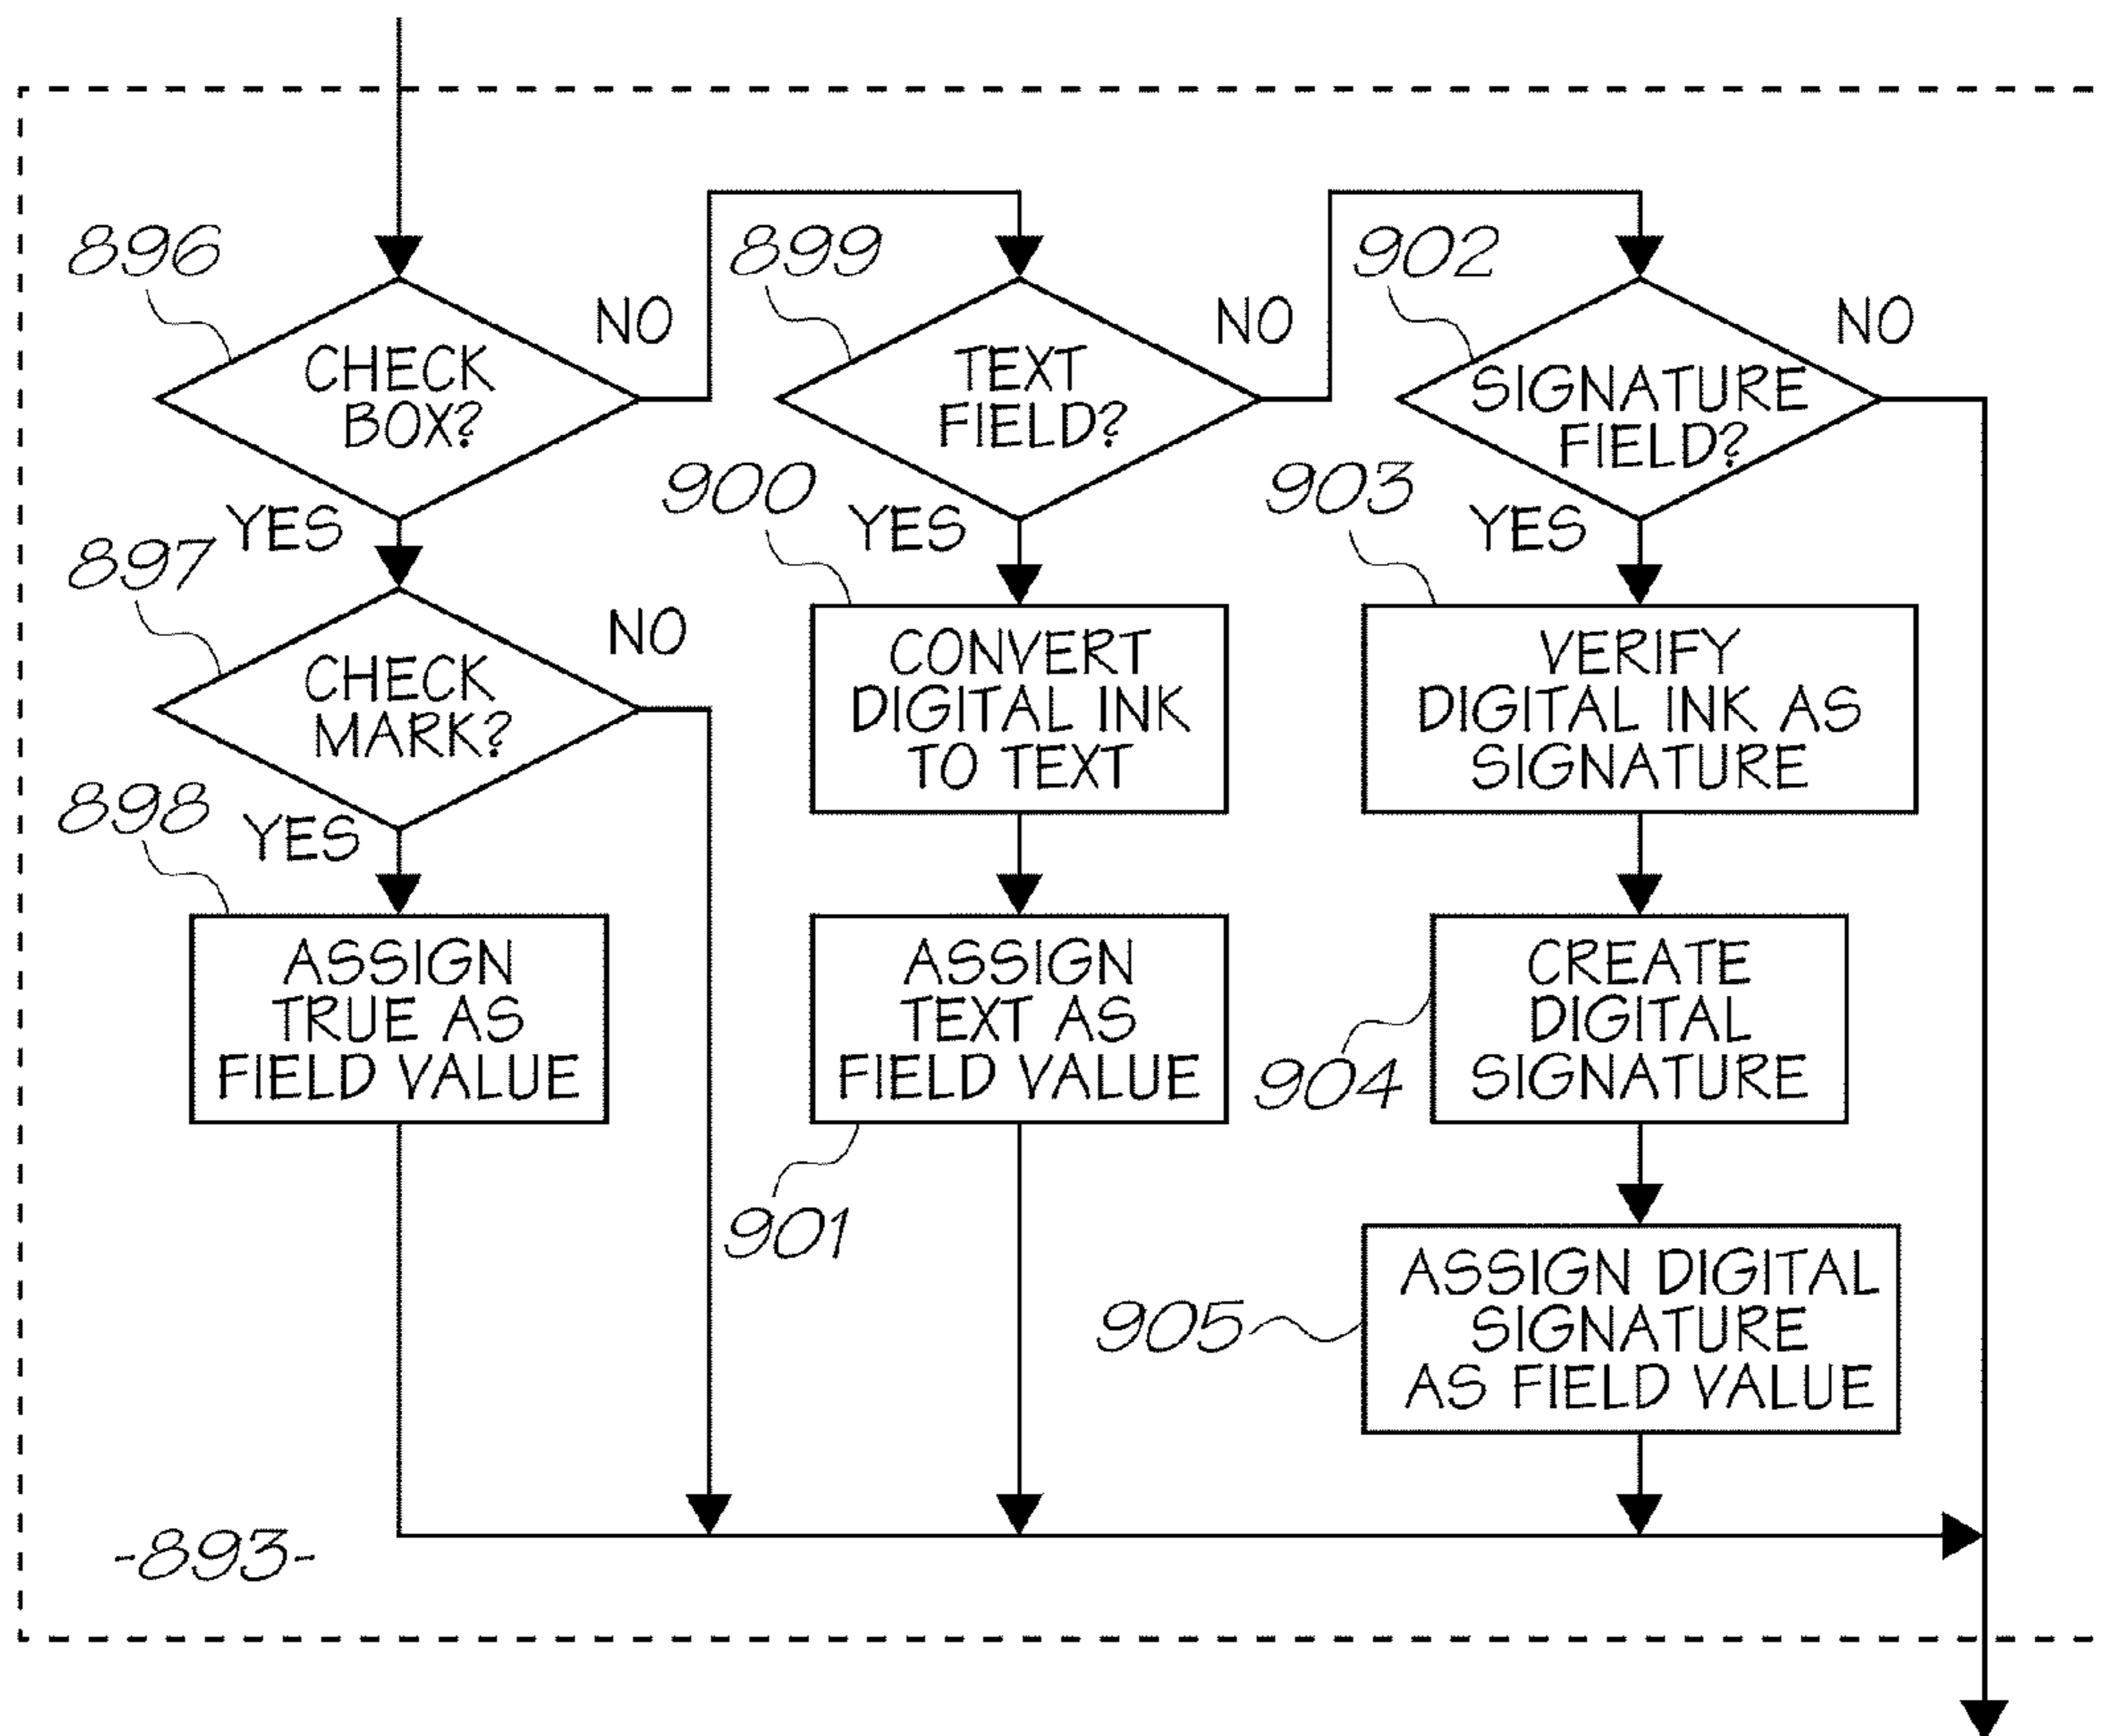 896
CHECK
BOX?
NO
YES
897
CHECK
MARK?
NO
YES
898
ASSIGN
TRUE AS
FIELD VALUE
899
TEXT
FIELD?
NO
YES
900
CONVERT
DIGITAL INK
TO TEXT
ASSIGN
TEXT AS
FIELD VALUE
901
902
SIGNATURE
FIELD?
NO
YES
903
VERIFY
DIGITAL INK AS
SIGNATURE
CREATE
DIGITAL
SIGNATURE
904
ASSIGN DIGITAL
SIGNATURE
AS FIELD VALUE
905
-893-